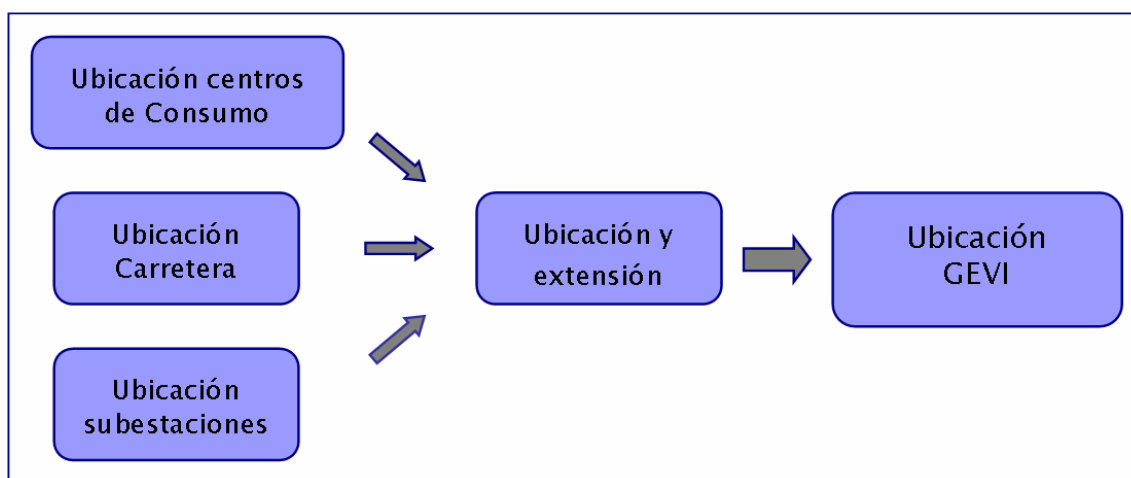 Ubicación centros
de Consumo
Ubicación
Carretera
Ubicación
subestaciones
Ubicación y
extensión
Ubicación
GEVI